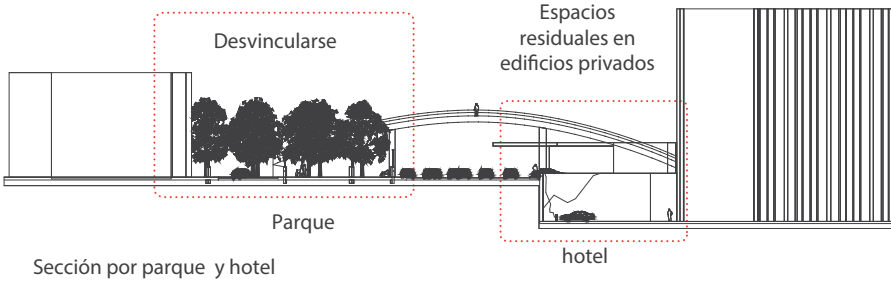 Desvincularse
Espacios
residuales en
edificios privados
Parque
hotel
Sección por parque y hotel